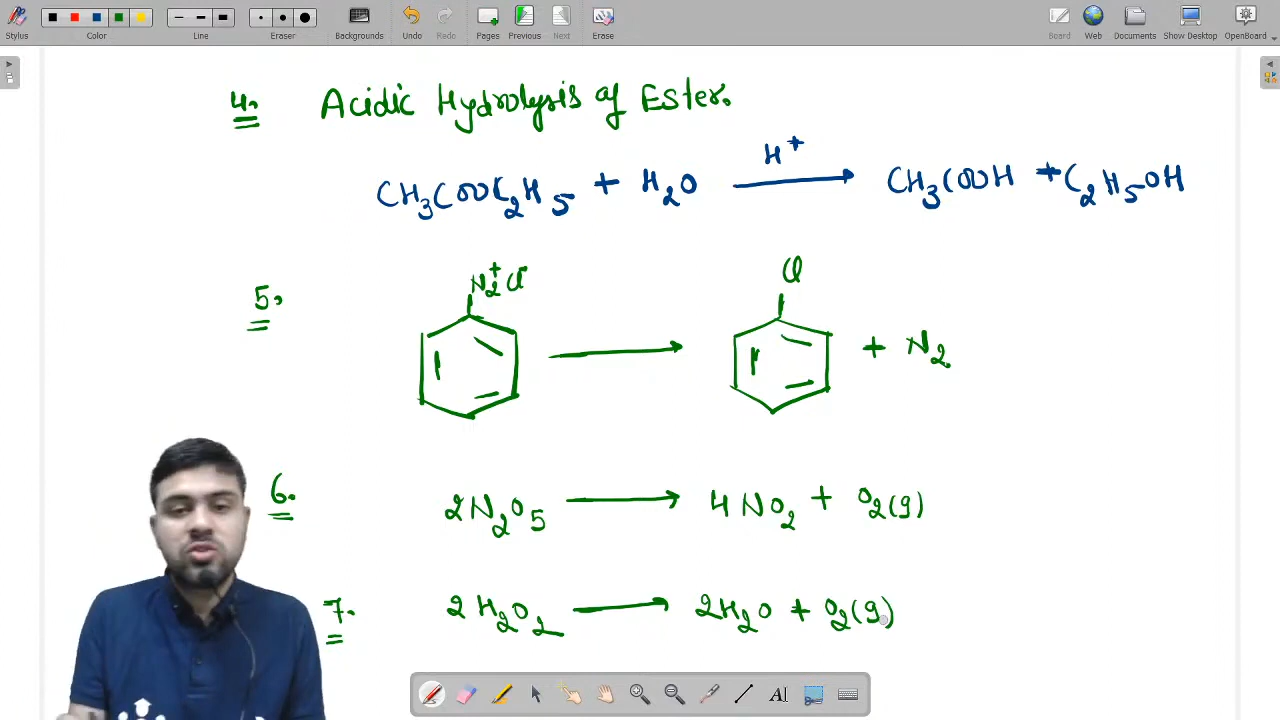 Stylus
Color
Line
Eraser
Backgrounds
Undo
Redo
Pages
Previous
Next
Erase
Board
Web
Documents
Show Desktop
OpenBoard
4. Acidic Hydrolysis of Ester.
CH3COOC2H5 + H2O H+ → CH3COOH + C2H5OH
5. N2+Cl- → Cl + N2
6. 2N2O5 → 4NO2 + O2(g)
7. 2H2O2 → 2H2O + O2(g)
AI